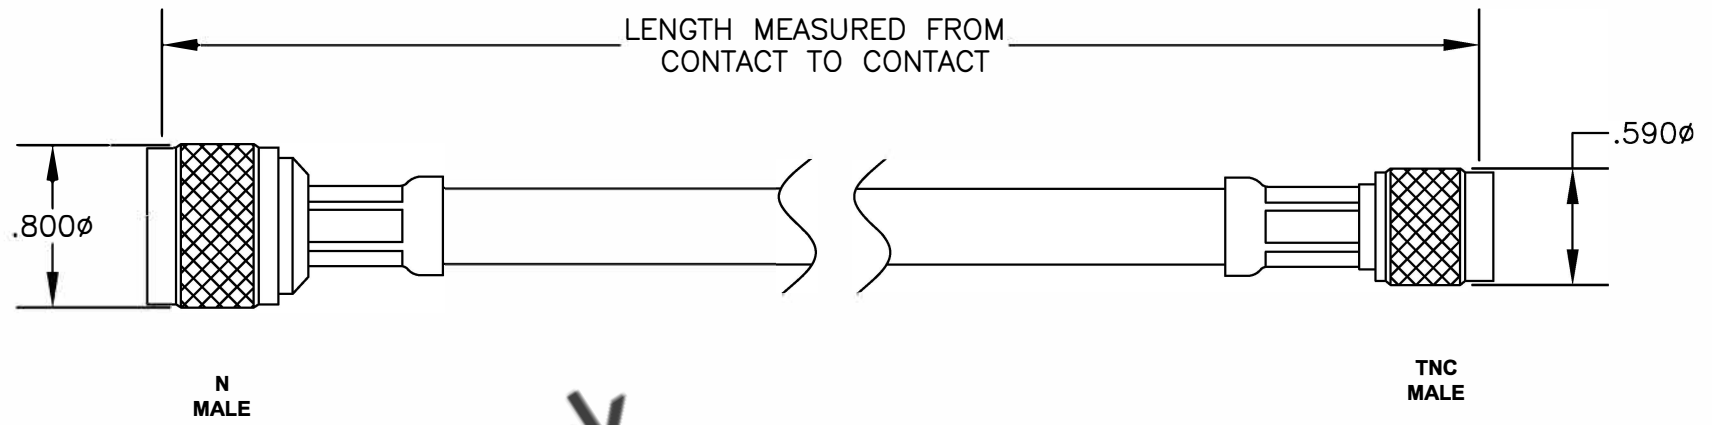 LENGTH MEASURED FROM
CONTACT TO CONTACT
.590ø
.800ø
N
MALE
TNC
MALE